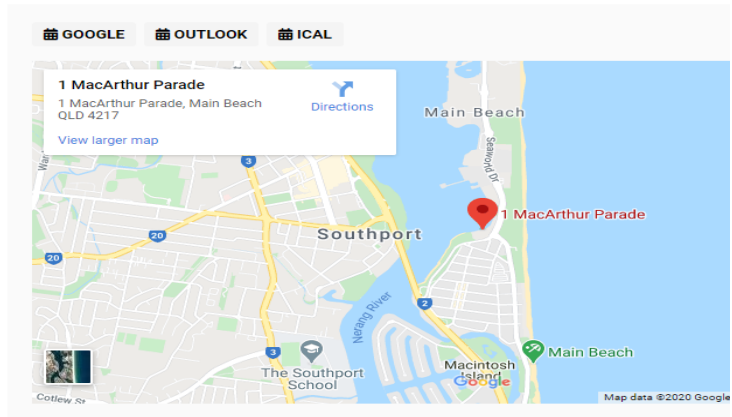 GOOGLE OUTLOOK ICAL
1 MacArthur Parade
1 MacArthur Parade, Main Beach
QLD 4217
Directions
View larger map
Main Beach
Seaworld Dr
3
1 MacArthur Parade
Southport
20
20
2
Nerang River
3
The Southport
School
Main Beach
Macintosh
Island
Google
Cotlew St
Map data ©2020 Google